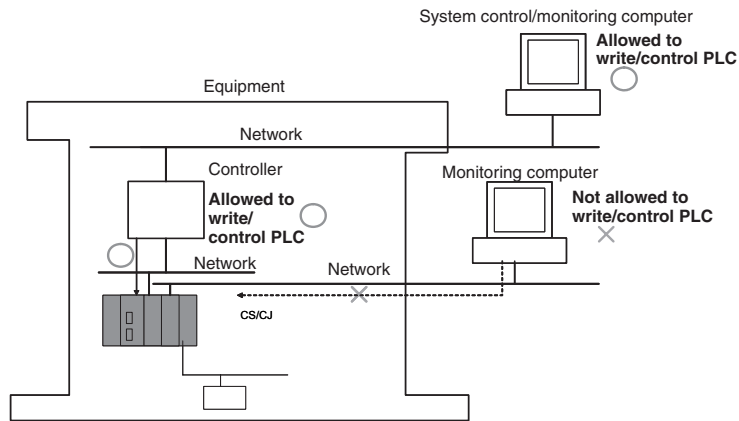 System control/monitoring computer
Allowed to
write/control PLC
Equipment
Network
Controller
Allowed to
write/
control PLC
Monitoring computer
Not allowed to
write/control PLC
Network
Network
CS/CJ